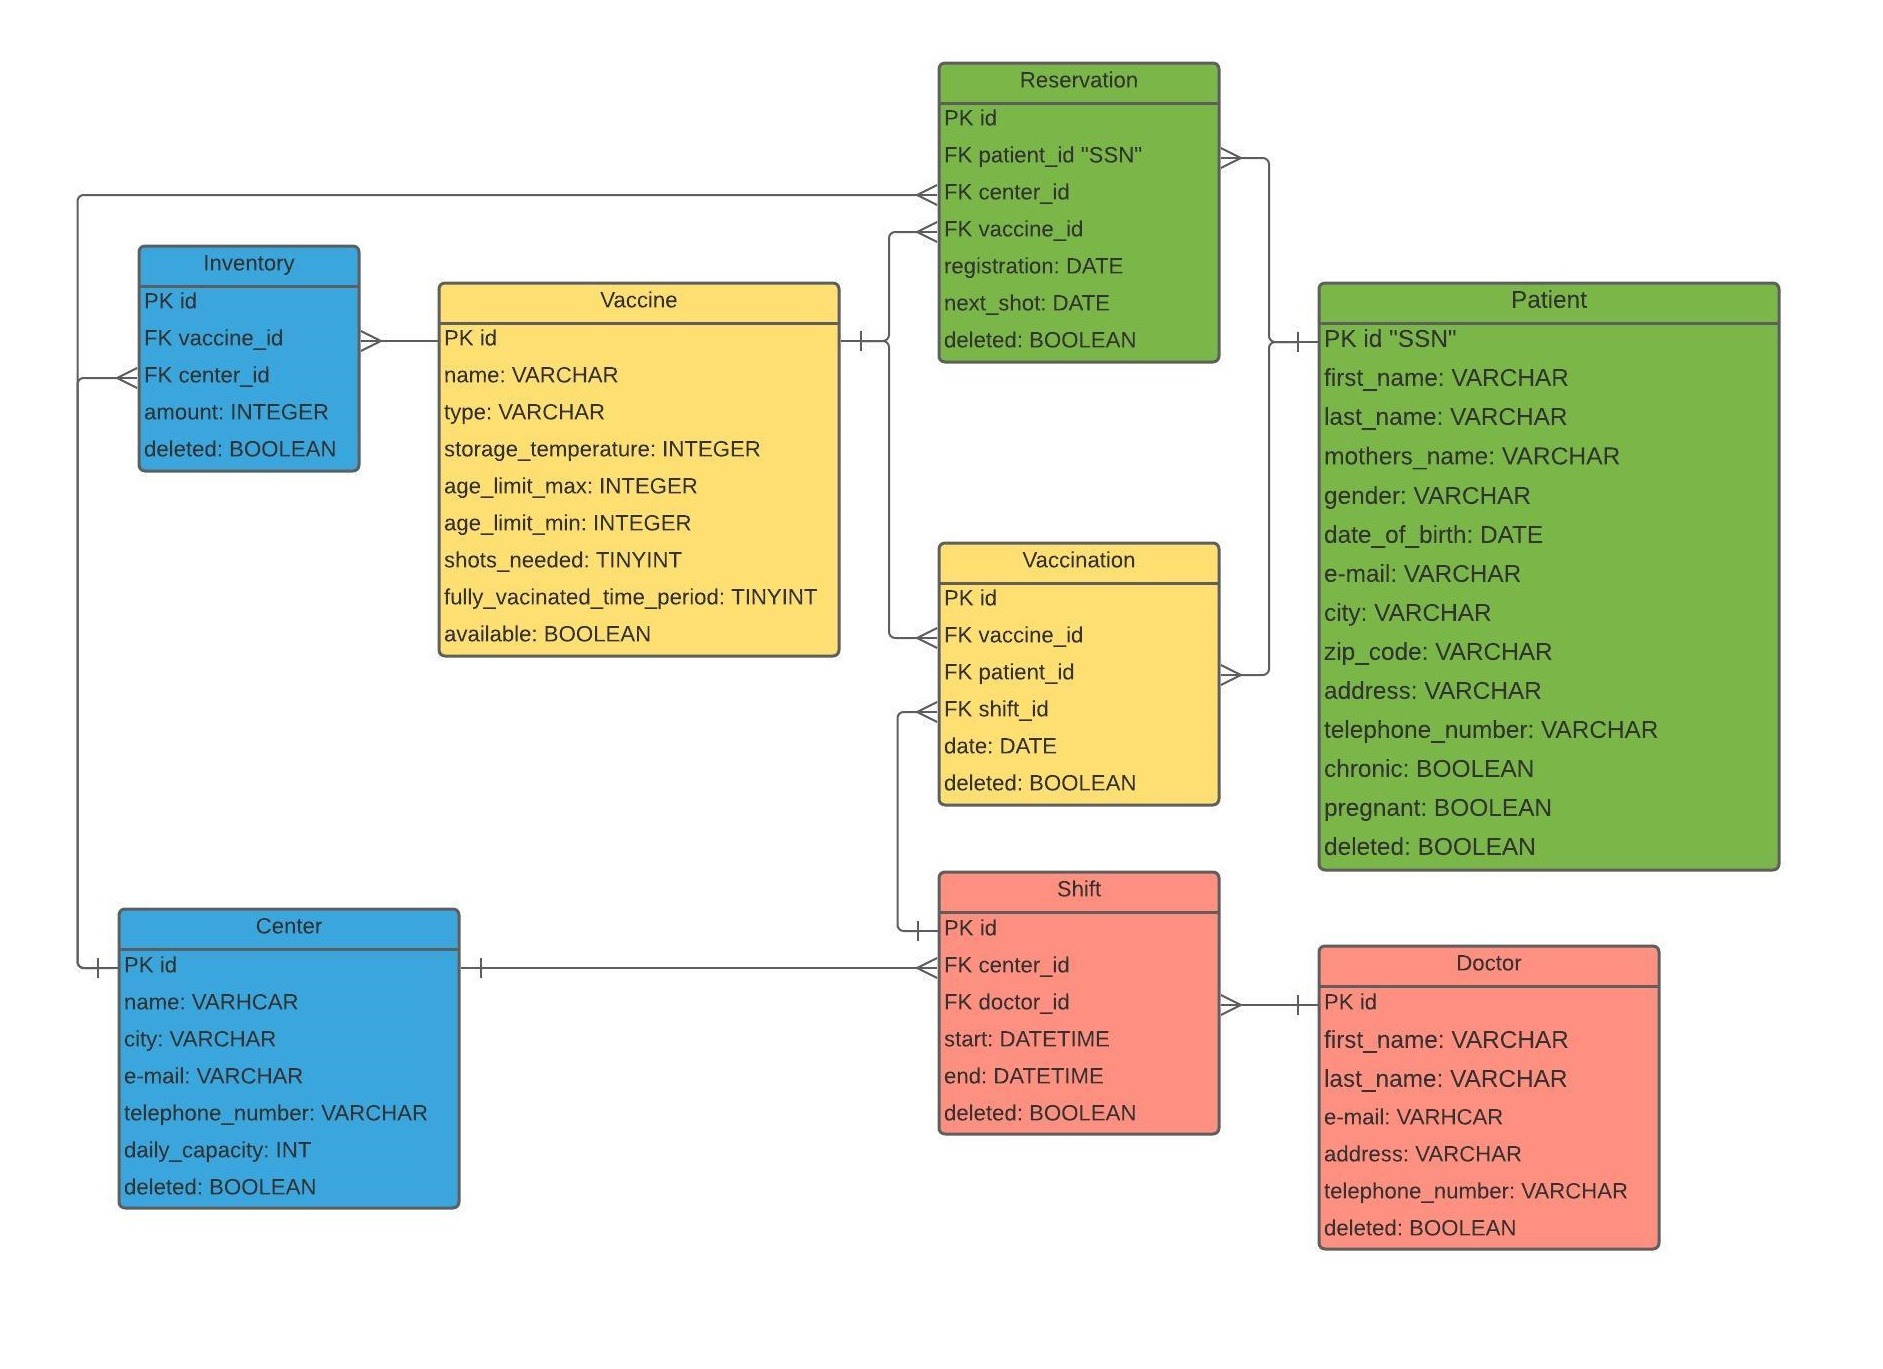 Reservation
PK id
FK patient_id "SSN"
FK center_id
FK vaccine_id
registration: DATE
next_shot: DATE
deleted: BOOLEAN
Inventory
PK id
FK vaccine_id
FK center_id
amount: INTEGER
deleted: BOOLEAN
Vaccine
PK id
name: VARCHAR
type: VARCHAR
storage_temperature: INTEGER
age_limit_max: INTEGER
age_limit_min: INTEGER
shots_needed: TINYINT
fully_vacinated_time_period: TINYINT
available: BOOLEAN
Patient
PK id "SSN"
first_name: VARCHAR
last_name: VARCHAR
mothers_name: VARCHAR
gender: VARCHAR
date_of_birth: DATE
e-mail: VARCHAR
city: VARCHAR
zip_code: VARCHAR
address: VARCHAR
telephone_number: VARCHAR
chronic: BOOLEAN
pregnant: BOOLEAN
deleted: BOOLEAN
Vaccination
PK id
FK vaccine_id
FK patient_id
FK shift_id
date: DATE
deleted: BOOLEAN
Center
PK id
name: VARHCAR
city: VARCHAR
e-mail: VARCHAR
telephone_number: VARCHAR
daily_capacity: INT
deleted: BOOLEAN
Shift
PK id
FK center_id
FK doctor_id
start: DATETIME
end: DATETIME
deleted: BOOLEAN
Doctor
PK id
first_name: VARCHAR
last_name: VARCHAR
e-mail: VARHCAR
address: VARCHAR
telephone_number: VARCHAR
deleted: BOOLEAN